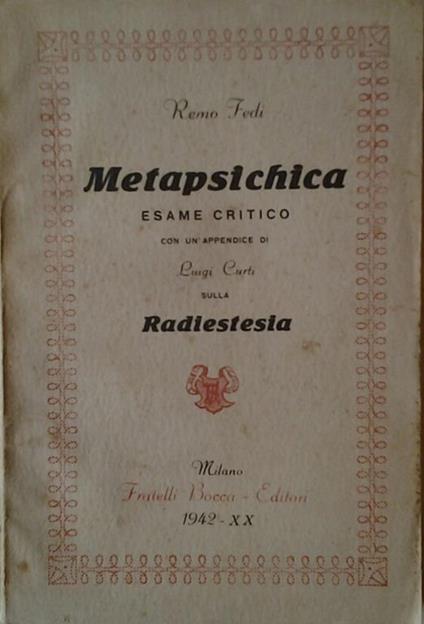 Remo Fedi
Metapsichica
ESAME CRITICO
CON UN'APPENDICE DI
Luigi Curti
SULLA
Radiestesia
Milano
Fratelli Bocca - Editori
1942 - XX